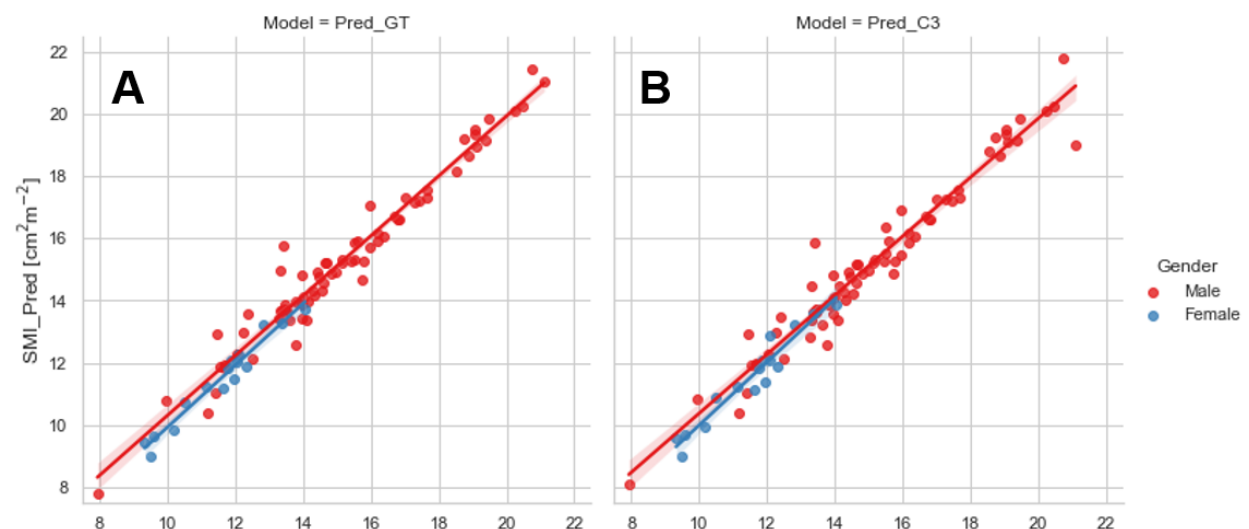 Model = Pred_GT
Model = Pred_C3
A
B
SMI_Pred [cm²m⁻²]
22
20
18
16
14
12
10
8
8 10 12 14 16 18 20 22
8 10 12 14 16 18 20 22
Gender
Male
Female